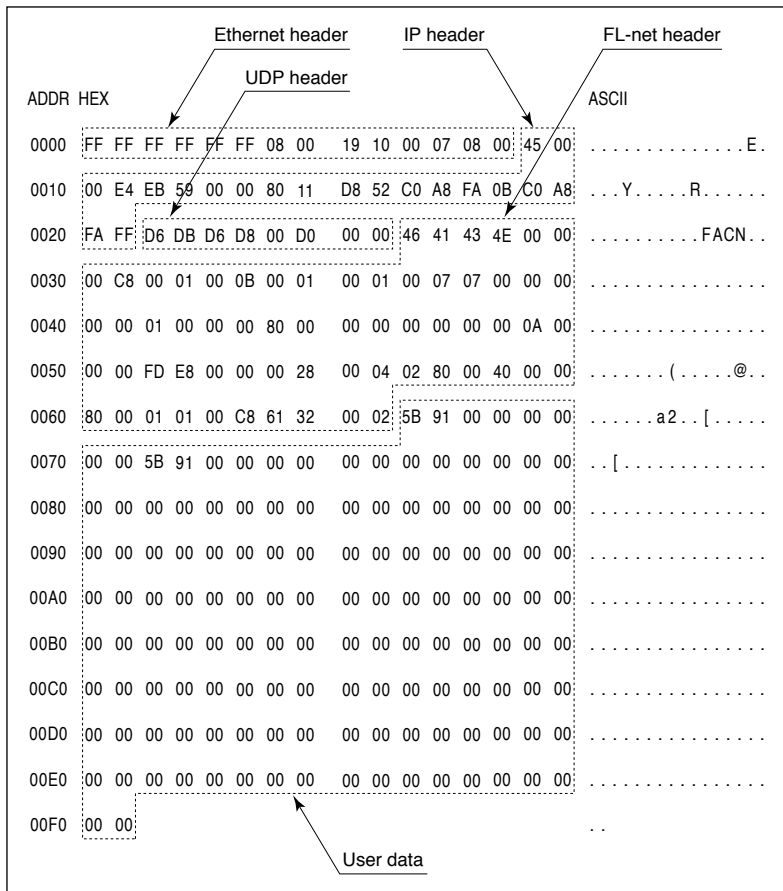 Ethernet header IP header FL-net header
UDP header
ADDR HEX ASCII
0000 FF FF FF FF FF FF 08 00 19 10 00 07 08 00 45 00 . . . . . . . . . . . . . . E .
0010 00 E4 EB 59 00 00 80 11 D8 52 C0 A8 FA 0B C0 A8 . . . Y . . . . . R . . . . . .
0020 FA FF D6 DB D6 D8 00 D0 00 00 46 41 43 4E 00 00 . . . . . . . . . . FACN . .
0030 00 C8 00 01 00 0B 00 01 00 01 00 07 07 00 00 00 . . . . . . . . . . . . . . . .
0040 00 00 01 00 00 00 80 00 00 00 00 00 00 00 0A 00 . . . . . . . . . . . . . . . .
0050 00 00 FD E8 00 00 00 28 00 04 02 80 00 40 00 00 . . . . . . . ( . . . . . @ . .
0060 80 00 01 01 00 C8 61 32 00 02 5B 91 00 00 00 00 . . . . . . a 2 . . [ . . . . .
0070 00 00 5B 91 00 00 00 00 00 00 00 00 00 00 00 00 . . [ . . . . . . . . . . . . .
0080 00 00 00 00 00 00 00 00 00 00 00 00 00 00 00 00 . . . . . . . . . . . . . . . .
0090 00 00 00 00 00 00 00 00 00 00 00 00 00 00 00 00 . . . . . . . . . . . . . . . .
00A0 00 00 00 00 00 00 00 00 00 00 00 00 00 00 00 00 . . . . . . . . . . . . . . . .
00B0 00 00 00 00 00 00 00 00 00 00 00 00 00 00 00 00 . . . . . . . . . . . . . . . .
00C0 00 00 00 00 00 00 00 00 00 00 00 00 00 00 00 00 . . . . . . . . . . . . . . . .
00D0 00 00 00 00 00 00 00 00 00 00 00 00 00 00 00 00 . . . . . . . . . . . . . . . .
00E0 00 00 00 00 00 00 00 00 00 00 00 00 00 00 00 00 . . . . . . . . . . . . . . . .
00F0 00 00 . .
User data